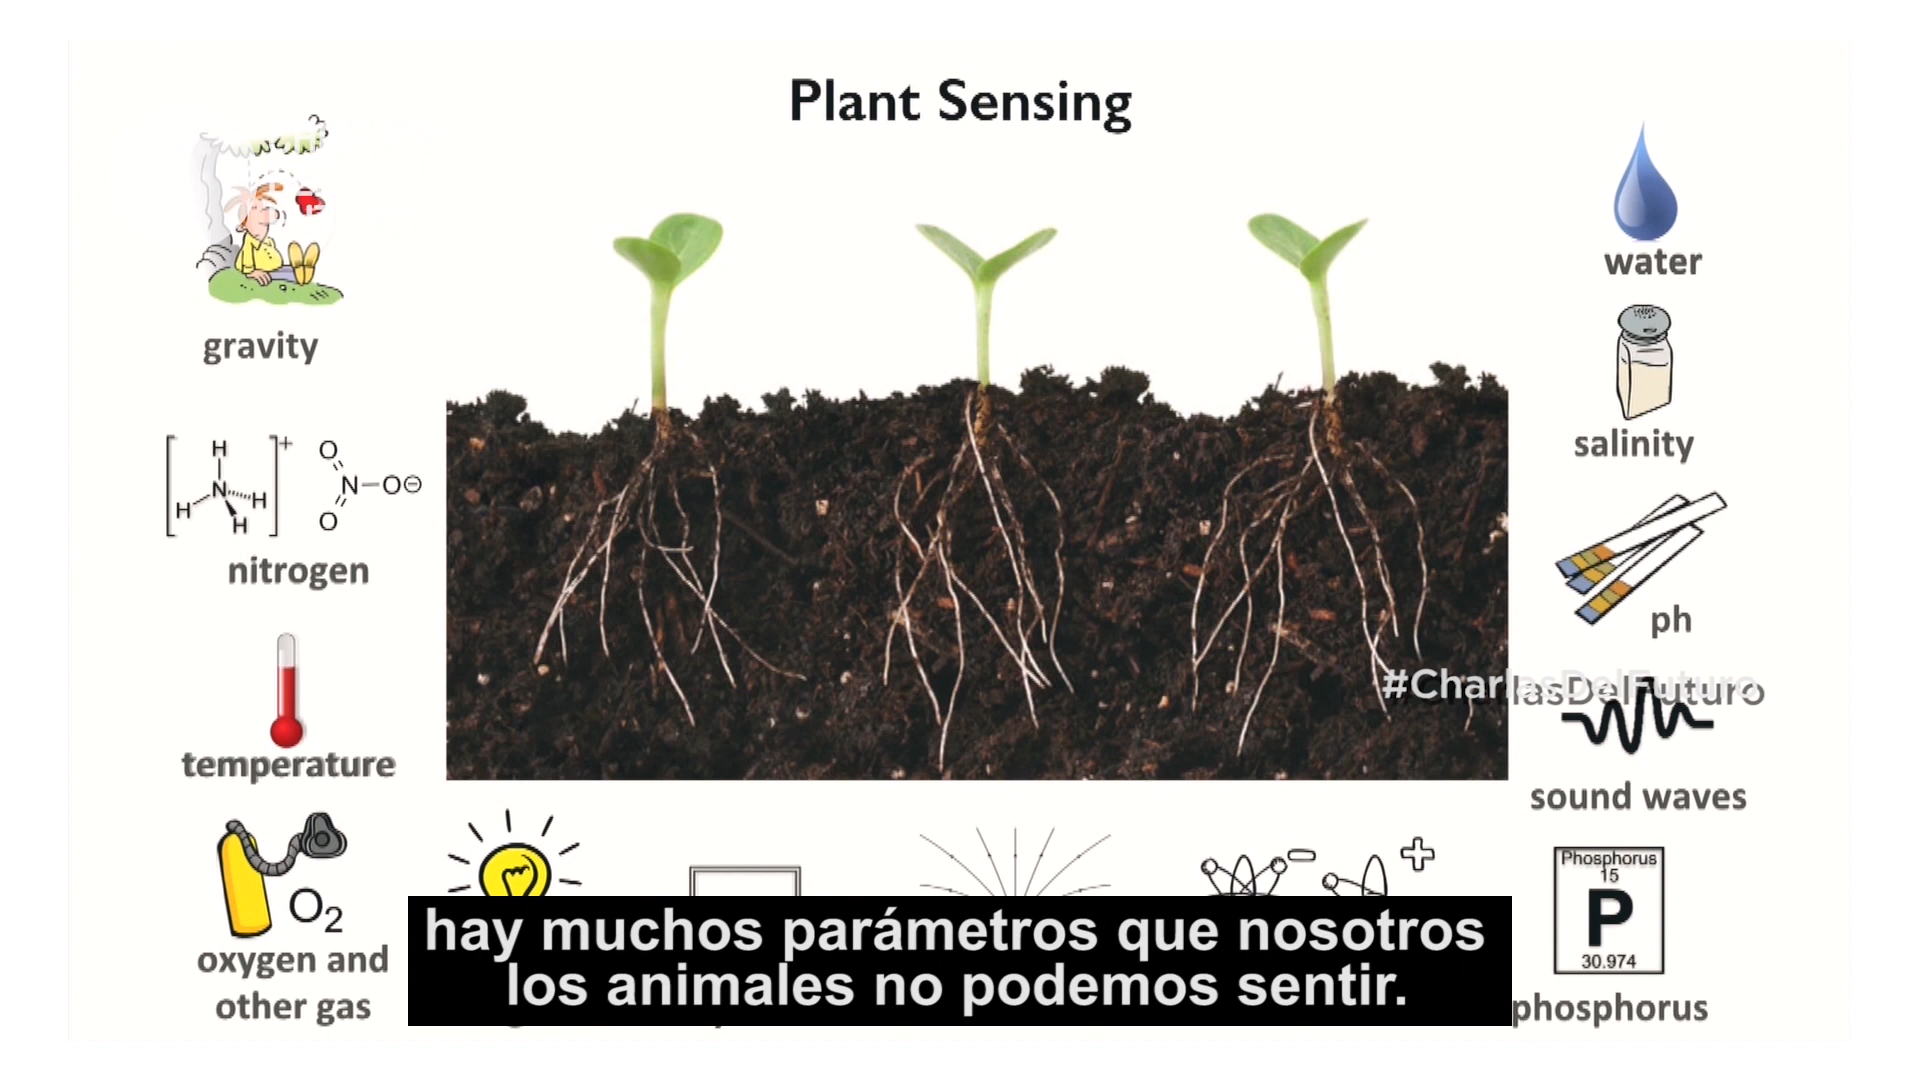 Plant Sensing
gravity
water
salinity
H
N
H
H
H
+
O
N
O
O⊖
nitrogen
ph
temperature
#CharlasDelFuturo
sound waves
O2
oxygen and
other gas
Phosphorus
15
P
30.974
phosphorus
hay muchos parámetros que nosotros
los animales no podemos sentir.